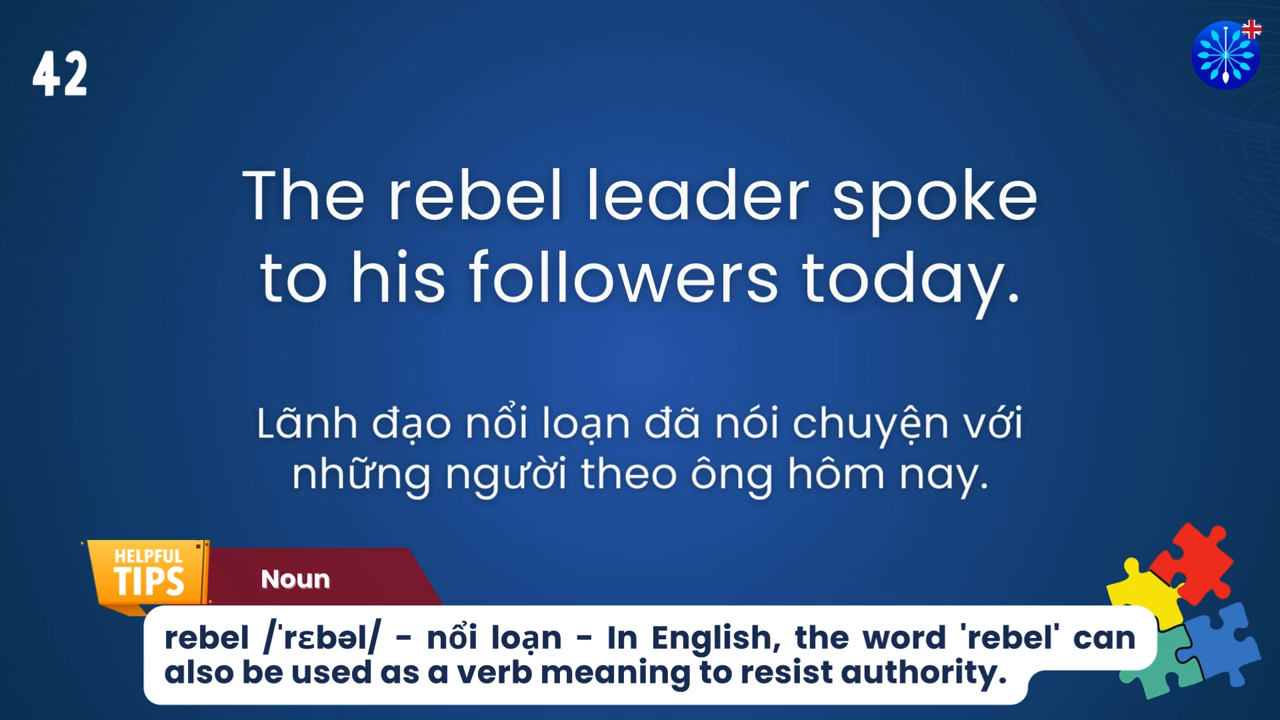 42
The rebel leader spoke
to his followers today.
Lãnh đạo nổi loạn đã nói chuyện với
những người theo ông hôm nay.
HELPFUL
TIPS
Noun
rebel /ˈrɛbəl/ - nổi loạn - In English, the word 'rebel' can
also be used as a verb meaning to resist authority.